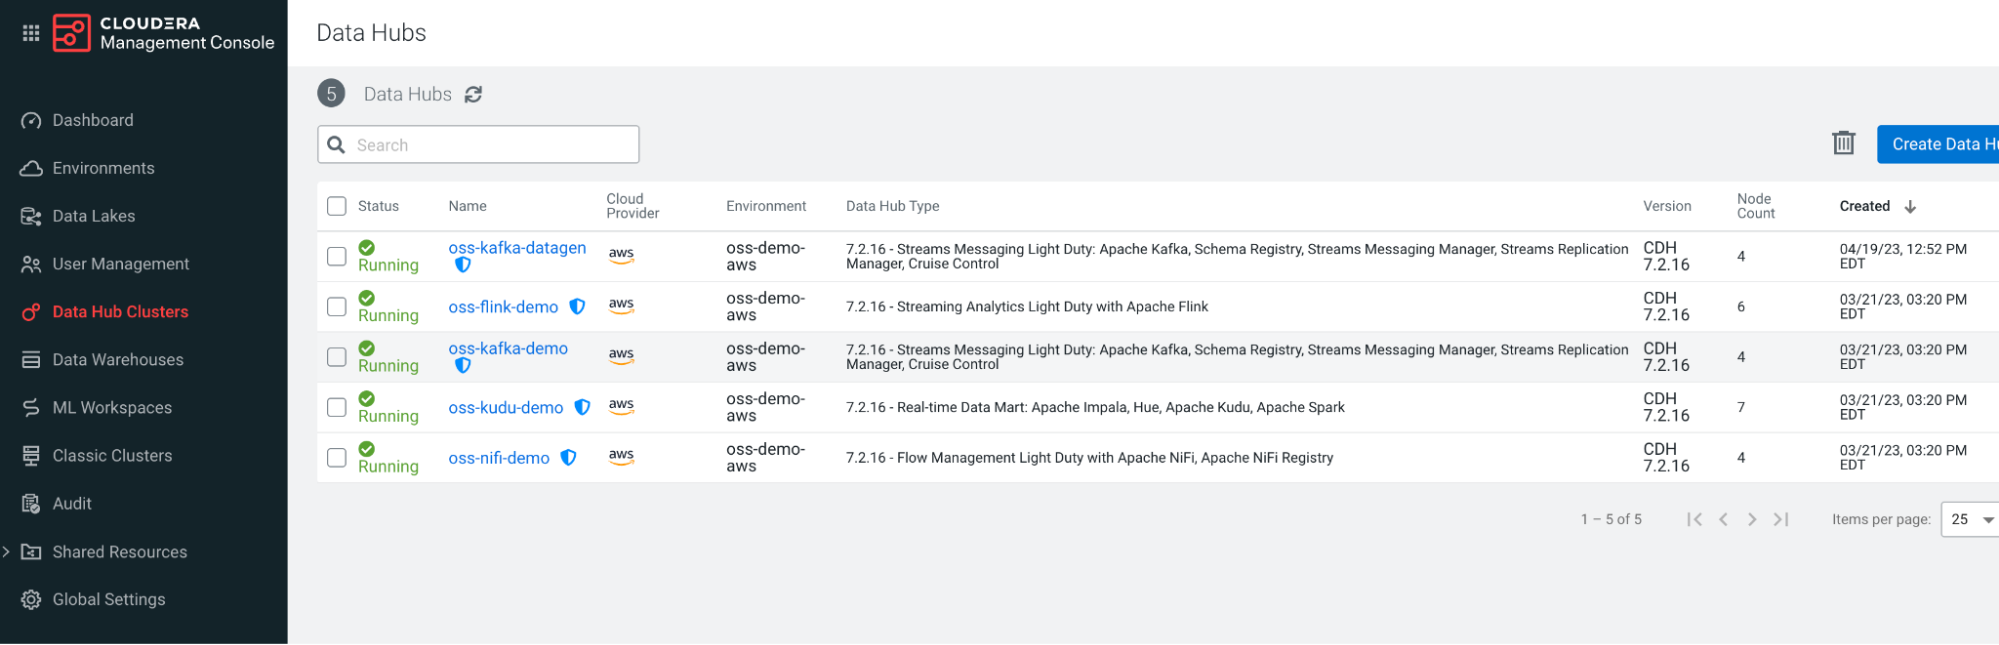 CLOUDERA
Management Console
Dashboard
Environments
Data Lakes
User Management
Data Hub Clusters
Data Warehouses
ML Workspaces
Classic Clusters
Audit
Shared Resources
Global Settings
Data Hubs
5 Data Hubs
Search
Create Data Hu
Status Name Cloud Provider Environment Data Hub Type Version Node Count Created
Running oss-kafka-datagen aws oss-demo-aws 7.2.16 - Streams Messaging Light Duty: Apache Kafka, Schema Registry, Streams Messaging Manager, Streams Replication Manager, Cruise Control CDH 7.2.16 4 04/19/23, 12:52 PM EDT
Running oss-flink-demo aws oss-demo-aws 7.2.16 - Streaming Analytics Light Duty with Apache Flink CDH 7.2.16 6 03/21/23, 03:20 PM EDT
Running oss-kafka-demo aws oss-demo-aws 7.2.16 - Streams Messaging Light Duty: Apache Kafka, Schema Registry, Streams Messaging Manager, Streams Replication Manager, Cruise Control CDH 7.2.16 4 03/21/23, 03:20 PM EDT
Running oss-kudu-demo aws oss-demo-aws 7.2.16 - Real-time Data Mart: Apache Impala, Hue, Apache Kudu, Apache Spark CDH 7.2.16 7 03/21/23, 03:20 PM EDT
Running oss-nifi-demo aws oss-demo-aws 7.2.16 - Flow Management Light Duty with Apache NiFi, Apache NiFi Registry CDH 7.2.16 4 03/21/23, 03:20 PM EDT
1 – 5 of 5 Items per page: 25